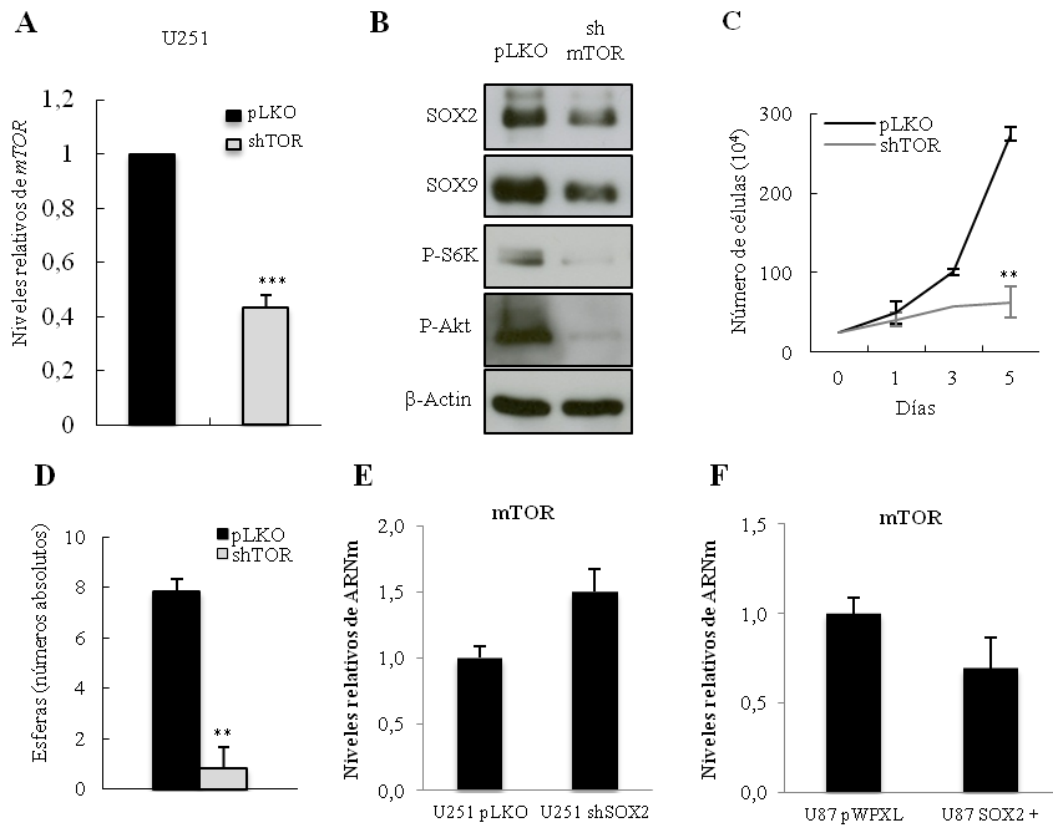 A
U251
Niveles relativos de mTOR
1,2
1
0,8
0,6
0,4
0,2
0
pLKO
shTOR
***
B
pLKO
sh
mTOR
SOX2
SOX9
P-S6K
P-Akt
β-Actin
C
Número de células (10⁴)
300
200
100
0
pLKO
shTOR
**
0 1 3 5
Días
D
Esferas (números absolutos)
10
8
6
4
2
0
pLKO
shTOR
**
E
mTOR
Niveles relativos de ARNm
2,0
1,5
1,0
0,5
0,0
U251 pLKO U251 shSOX2
F
mTOR
Niveles relativos de ARNm
1,5
1,0
0,5
0,0
U87 pWPXL U87 SOX2 +